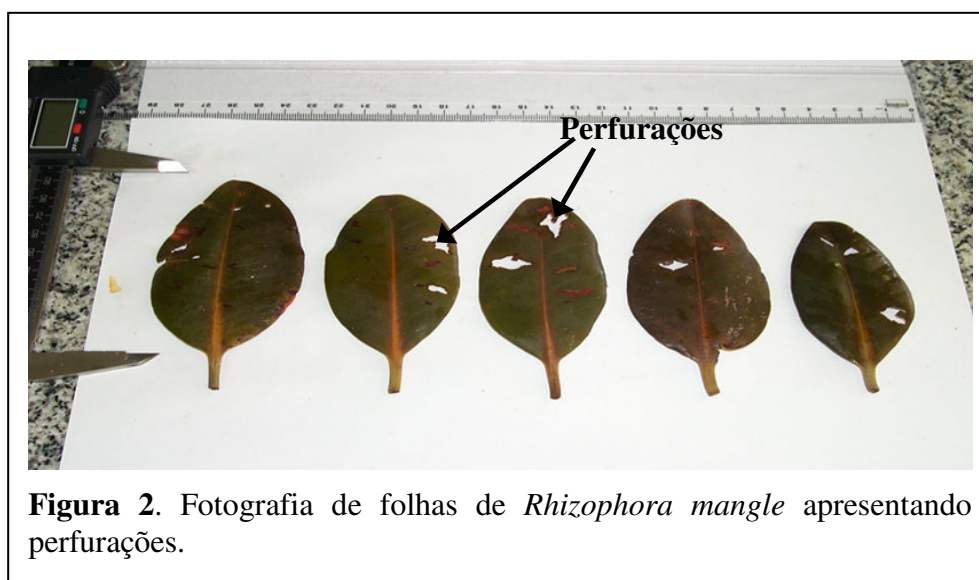 Perfurações
Figura 2. Fotografia de folhas de Rhizophora mangle apresentando
perfurações.